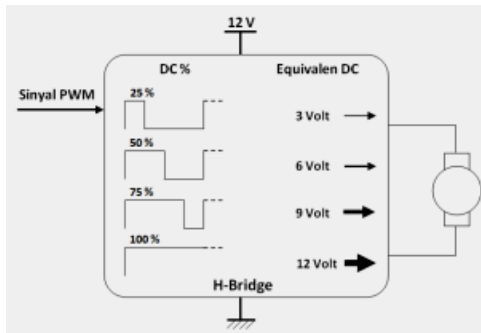 12 V
DC %
Equivalen DC
Sinyal PWM
25 %
3 Volt
50 %
6 Volt
75 %
9 Volt
100 %
12 Volt
H-Bridge